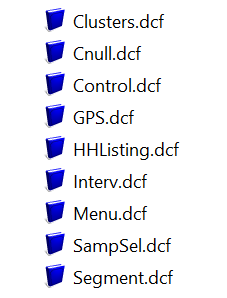 Clusters.dcf
Cnull.dcf
Control.dcf
GPS.dcf
HHListing.dcf
Interv.dcf
Menu.dcf
SampSel.dcf
Segment.dcf